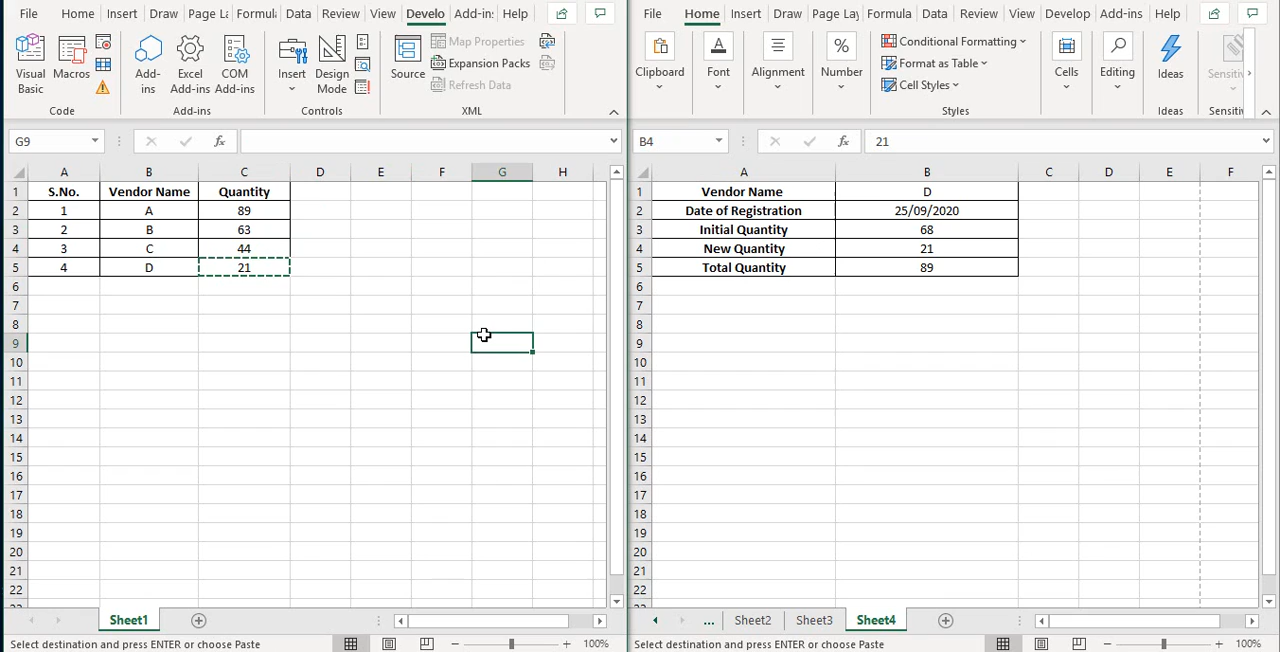 File Home Insert Draw Page L Formul Data Review View Develo Add-in Help
Visual Basic Macros
Code
Add-ins Excel Add-ins COM Add-ins
Add-ins
Insert Design Mode
Controls
Source Map Properties
Expansion Packs
Refresh Data
XML
G9 fx
A B C D E F G H
1 S.No. Vendor Name Quantity
2 1 A 89
3 2 B 63
4 3 C 44
5 4 D 21
6
7
8
9
10
11
12
13
14
15
16
17
18
19
20
21
22
Sheet1
Select destination and press ENTER or choose Paste 100%
File Home Insert Draw Page Lay Formula Data Review View Develop Add-ins Help
Clipboard Font Alignment Number
%
Conditional Formatting
Format as Table
Cell Styles
Styles
Cells Editing Ideas Sensitiv
Ideas Sensitiv
B4 fx 21
A B C D E F
1 Vendor Name D
2 Date of Registration 25/09/2020
3 Initial Quantity 68
4 New Quantity 21
5 Total Quantity 89
6
7
8
9
10
11
12
13
14
15
16
17
18
19
20
21
22
... Sheet2 Sheet3 Sheet4
Select destination and press ENTER or choose Paste 100%